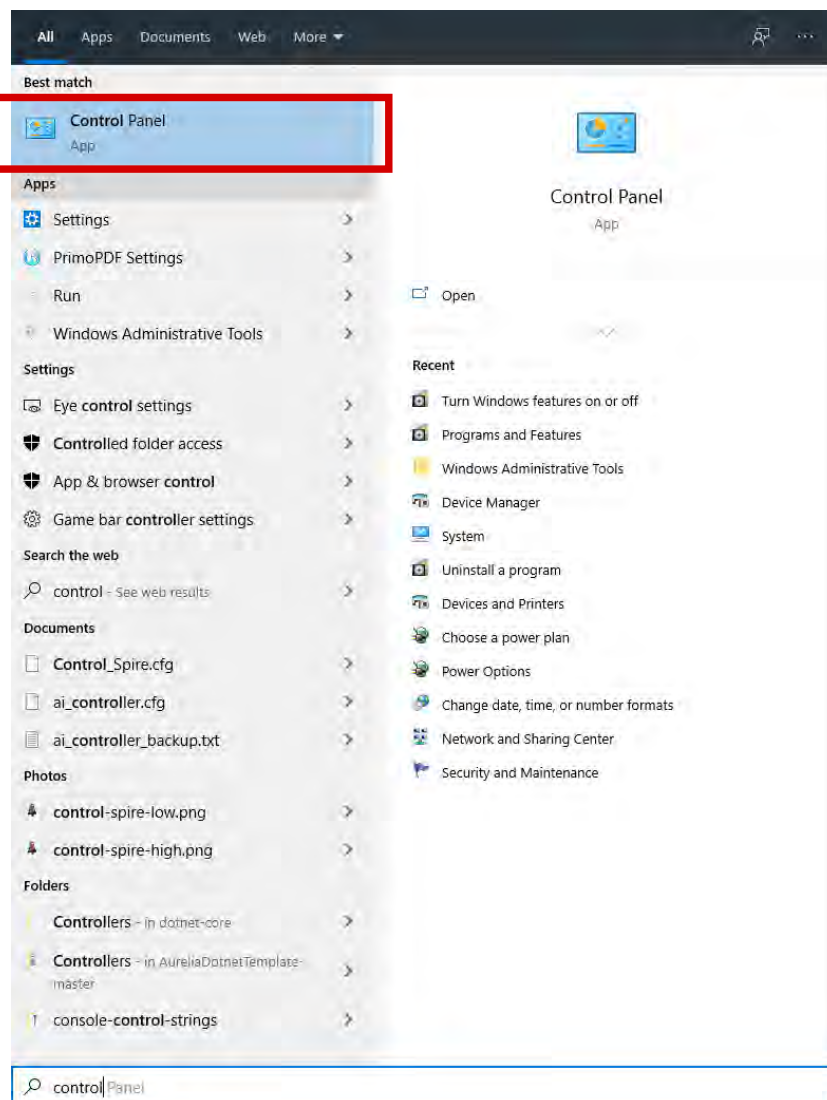 All Apps Documents Web More
Best match
Control Panel
App
Apps
Settings
PrimoPDF Settings
Run
Windows Administrative Tools
Settings
Eye control settings
Controlled folder access
App & browser control
Game bar controller settings
Search the web
control - See web results
Documents
Control_Spire.cfg
ai_controller.cfg
ai_controller_backup.txt
Photos
control-spire-low.png
control-spire-high.png
Folders
Controllers - in dotnet-core
Controllers - in AureliaDotnetTemplate-
master
console-control-strings
control Panel
Control Panel
App
Open
Recent
Turn Windows features on or off
Programs and Features
Windows Administrative Tools
Device Manager
System
Uninstall a program
Devices and Printers
Choose a power plan
Power Options
Change date, time, or number formats
Network and Sharing Center
Security and Maintenance